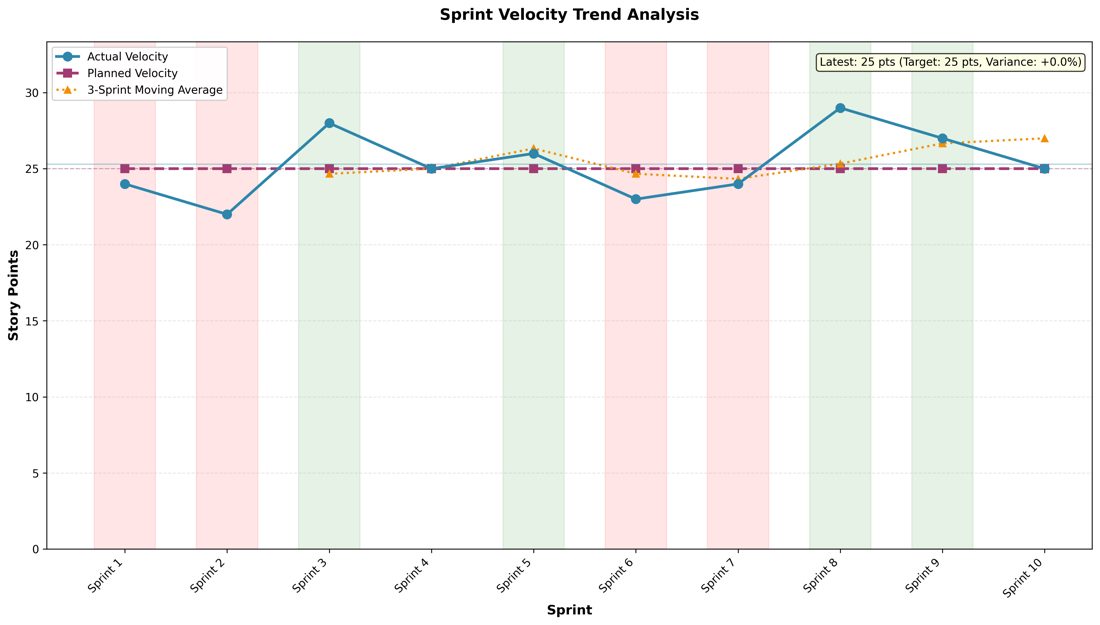 Sprint Velocity Trend Analysis
Actual Velocity
Planned Velocity
3-Sprint Moving Average
Latest: 25 pts (Target: 25 pts, Variance: +0.0%)
Story Points
30
25
20
15
10
5
0
Sprint 1
Sprint 2
Sprint 3
Sprint 4
Sprint 5
Sprint 6
Sprint 7
Sprint 8
Sprint 9
Sprint 10
Sprint